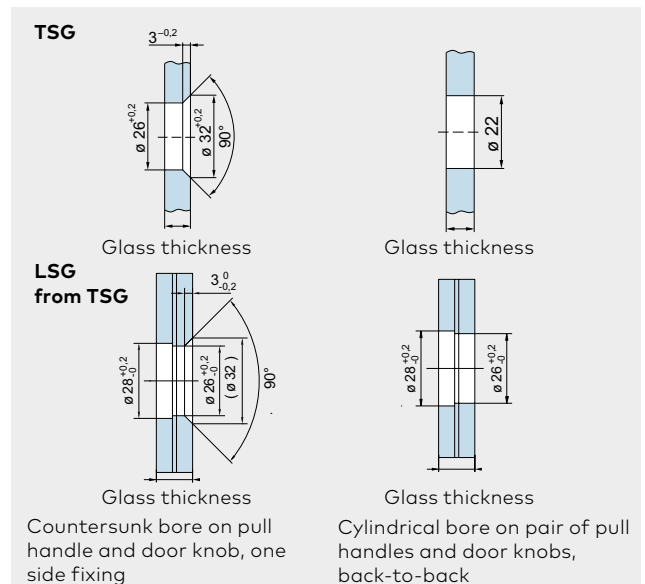 TSG
3-0,2
ø 26+0,2
ø 32+0,2
90°
ø 22
Glass thickness
Glass thickness
LSG
from TSG
3 0 -0,2
ø 28 +0,2 -0
ø 26 +0,2 -0
( ø 32 )
90°
ø 28 +0,2 -0
ø 26 +0,2 -0
Glass thickness
Glass thickness
Countersunk bore on pull
handle and door knob, one
side fixing
Cylindrical bore on pair of pull
handles and door knobs,
back-to-back